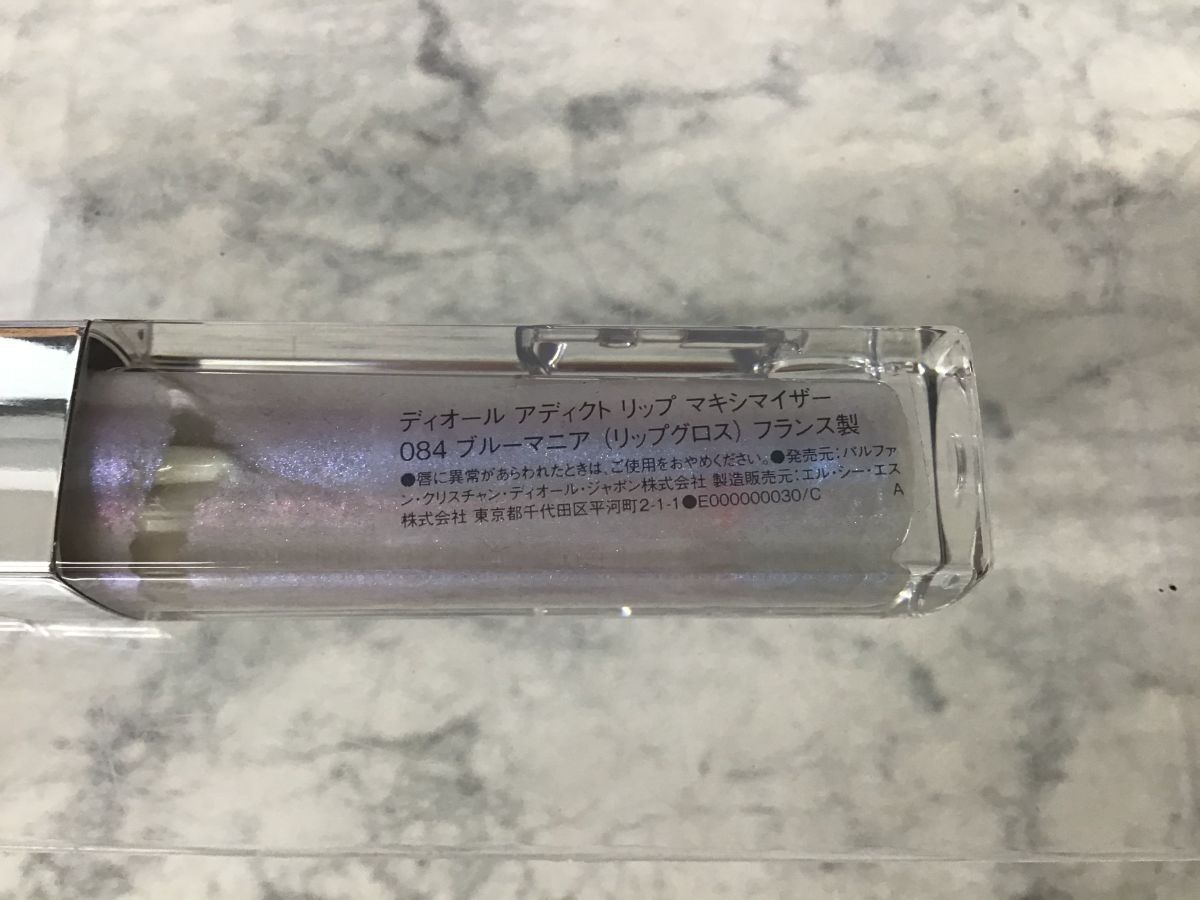 ディオール アディクト リップ マキシマイザー
084 ブルーマニア (リップグロス) フランス製
●唇に異常があらわれたときは、ご使用をおやめください。●発売元:パルファ
ン・クリスチャン・ディオール・ジャポン株式会社 製造販売元:エル・シー・エス
株式会社 東京都千代田区平河町2-1-1●E000000030/C A